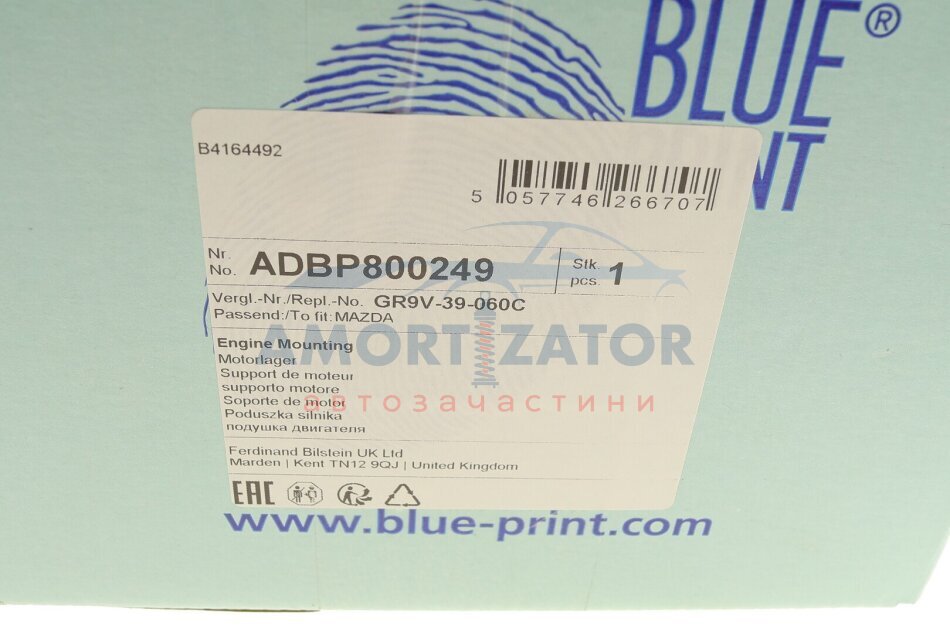 BLUE®
PRINT
B4164492
5 057746 266707
Nr.
No. ADBP800249
Stk.
pcs. 1
Vergl.-Nr./Repl.-No. GR9V-39-060C
Passend:/To fit: MAZDA
AMORTIZATOR
автозачастини
Engine Mounting
Motorlager
Support de moteur
supporto motore
Soporte de motor
Poduszka silnika
подушка двигателя
Ferdinand Bilstein UK Ltd
Marden | Kent TN12 9QJ | United Kingdom
EAC
www.blue-print.com